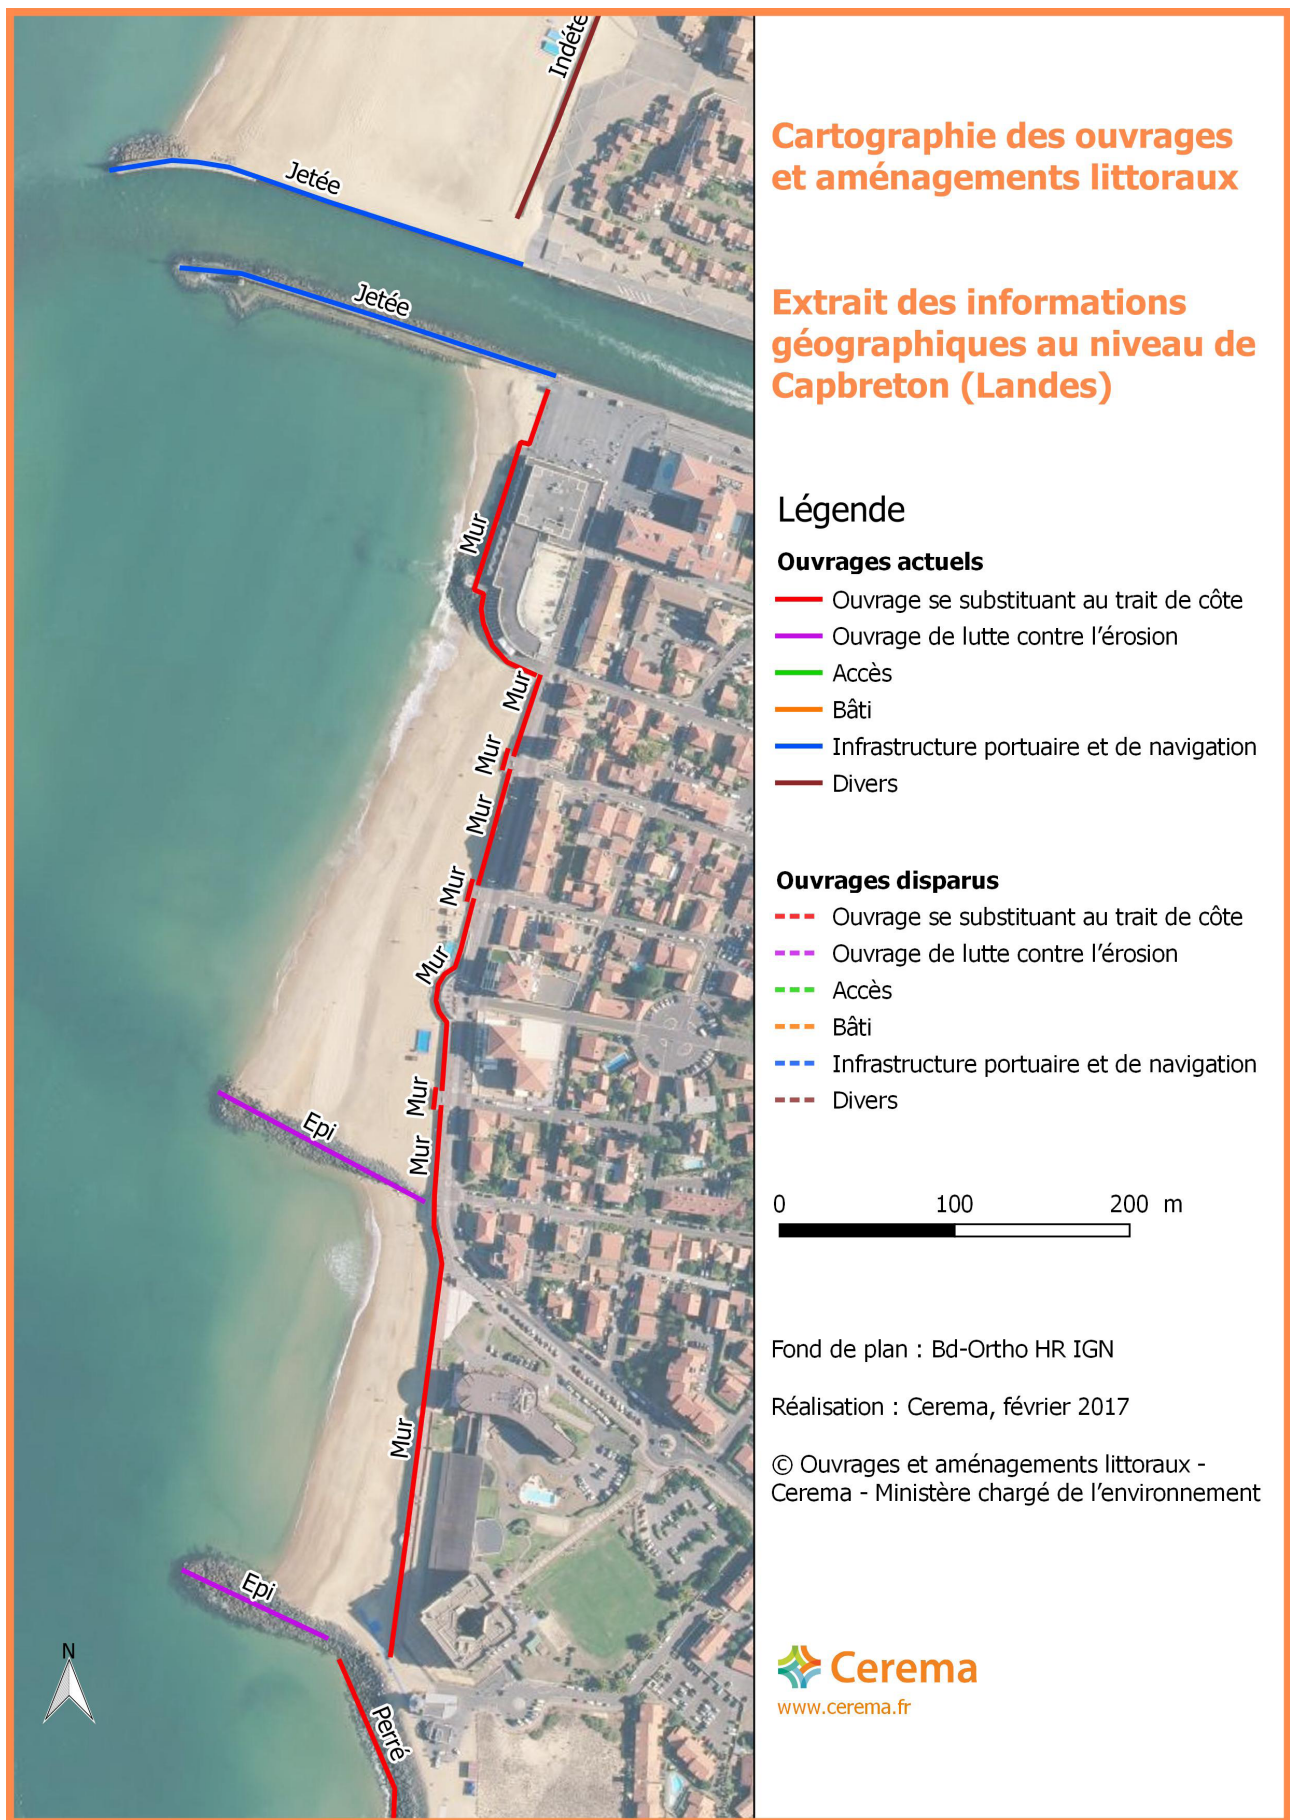 Indéte
Jetée
Jetée
Mur
Mur
Mur
Mur
Mur
Mur
Mur
Epi
Mur
Mur
Epi
Perré
N
Cartographie des ouvrages
et aménagements littoraux
Extrait des informations
géographiques au niveau de
Capbreton (Landes)
Légende
Ouvrages actuels
Ouvrage se substituant au trait de côte
Ouvrage de lutte contre l'érosion
Accès
Bâti
Infrastructure portuaire et de navigation
Divers
Ouvrages disparus
Ouvrage se substituant au trait de côte
Ouvrage de lutte contre l'érosion
Accès
Bâti
Infrastructure portuaire et de navigation
Divers
0 100 200 m
Fond de plan : Bd-Ortho HR IGN
Réalisation : Cerema, février 2017
© Ouvrages et aménagements littoraux -
Cerema - Ministère chargé de l'environnement
Cerema
www.cerema.fr